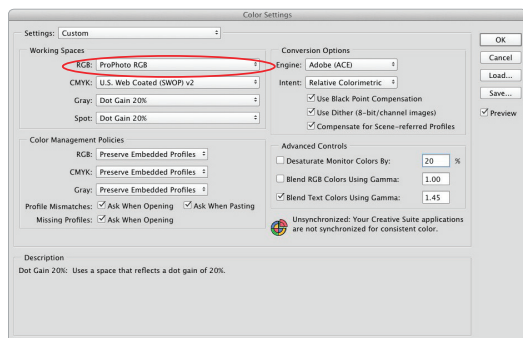 Color Settings
Settings: Custom
Working Spaces
RGB: ProPhoto RGB
CMYK: U.S. Web Coated (SWOP) v2
Gray: Dot Gain 20%
Spot: Dot Gain 20%
Color Management Policies
RGB: Preserve Embedded Profiles
CMYK: Preserve Embedded Profiles
Gray: Preserve Embedded Profiles
Profile Mismatches: Ask When Opening Ask When Pasting
Missing Profiles: Ask When Opening
Conversion Options
Engine: Adobe (ACE)
Intent: Relative Colorimetric
Use Black Point Compensation
Use Dither (8-bit/channel images)
Compensate for Scene-referred Profiles
Advanced Controls
Desaturate Monitor Colors By: 20 %
Blend RGB Colors Using Gamma: 1.00
Blend Text Colors Using Gamma: 1.45
Unsynchronized: Your Creative Suite applications
are not synchronized for consistent color.
OK
Cancel
Load...
Save...
Preview
Description
Dot Gain 20%: Uses a space that reflects a dot gain of 20%.